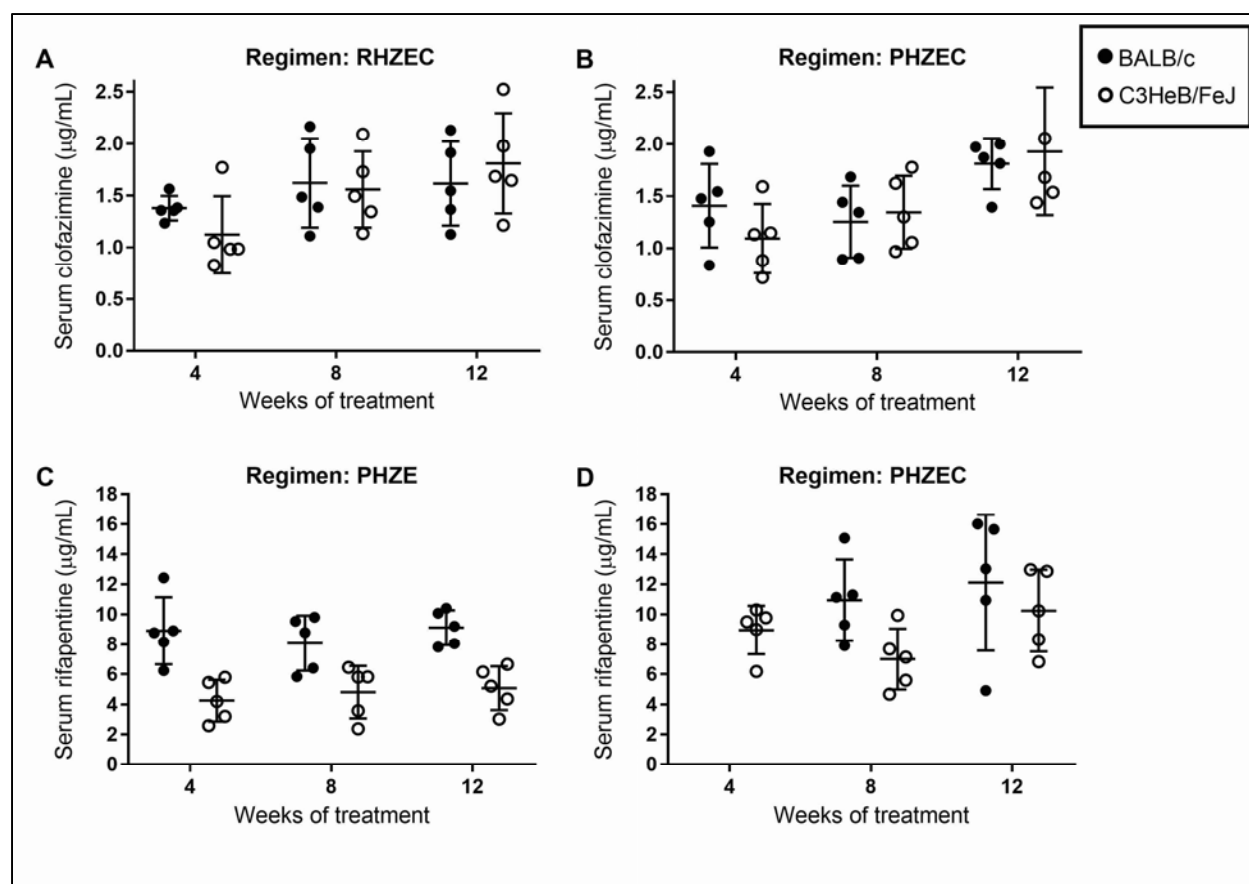 A Regimen: RHZEC
Serum clofazimine (µg/mL)
2.5
2.0
1.5
1.0
0.5
0.0
4 8 12
Weeks of treatment
B Regimen: PHZEC
Serum clofazimine (µg/mL)
2.5
2.0
1.5
1.0
0.5
0.0
4 8 12
Weeks of treatment
BALB/c
C3HeB/FeJ
C Regimen: PHZE
Serum rifapentine (µg/mL)
18
16
14
12
10
8
6
4
2
0
4 8 12
Weeks of treatment
D Regimen: PHZEC
Serum rifapentine (µg/mL)
18
16
14
12
10
8
6
4
2
0
4 8 12
Weeks of treatment